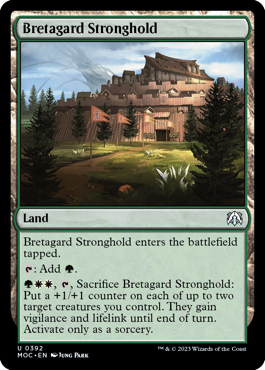 Bretagard Stronghold
Land
Bretagard Stronghold enters the battlefield
tapped.
: Add .
, , Sacrifice Bretagard Stronghold:
Put a +1/+1 counter on each of up to two
target creatures you control. They gain
vigilance and lifelink until end of turn.
Activate only as a sorcery.
U 0392
MOC • EN Jung Park
™ & © 2023 Wizards of the Coast